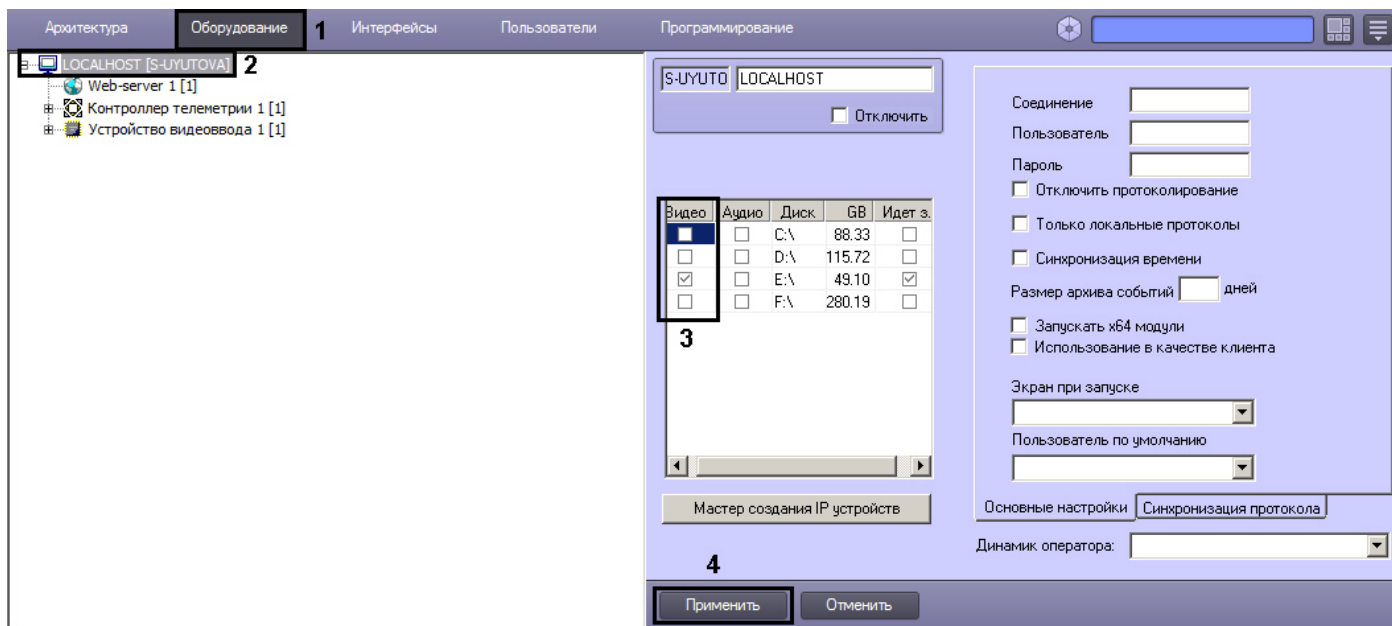 Архитектура Оборудование 1 Интерфейсы Пользователи Программирование
LOCALHOST [S-UYUTOVA] 2
Web-server 1 [1]
Контроллер телеметрии 1 [1]
Устройство видеоввода 1 [1]
S-UYUTO LOCALHOST
Отключить
Видео Аудио Диск GB Идет з.
C:\ 88.33
D:\ 115.72
E:\ 49.10
F:\ 280.19
3
Мастер создания IP устройств
Соединение
Пользователь
Пароль
Отключить протоколирование
Только локальные протоколы
Синхронизация времени
Размер архива событий дней
Запускать x64 модули
Использование в качестве клиента
Экран при запуске
Пользователь по умолчанию
Основные настройки Синхронизация протокола
Динамик оператора:
4
Применить Отменить